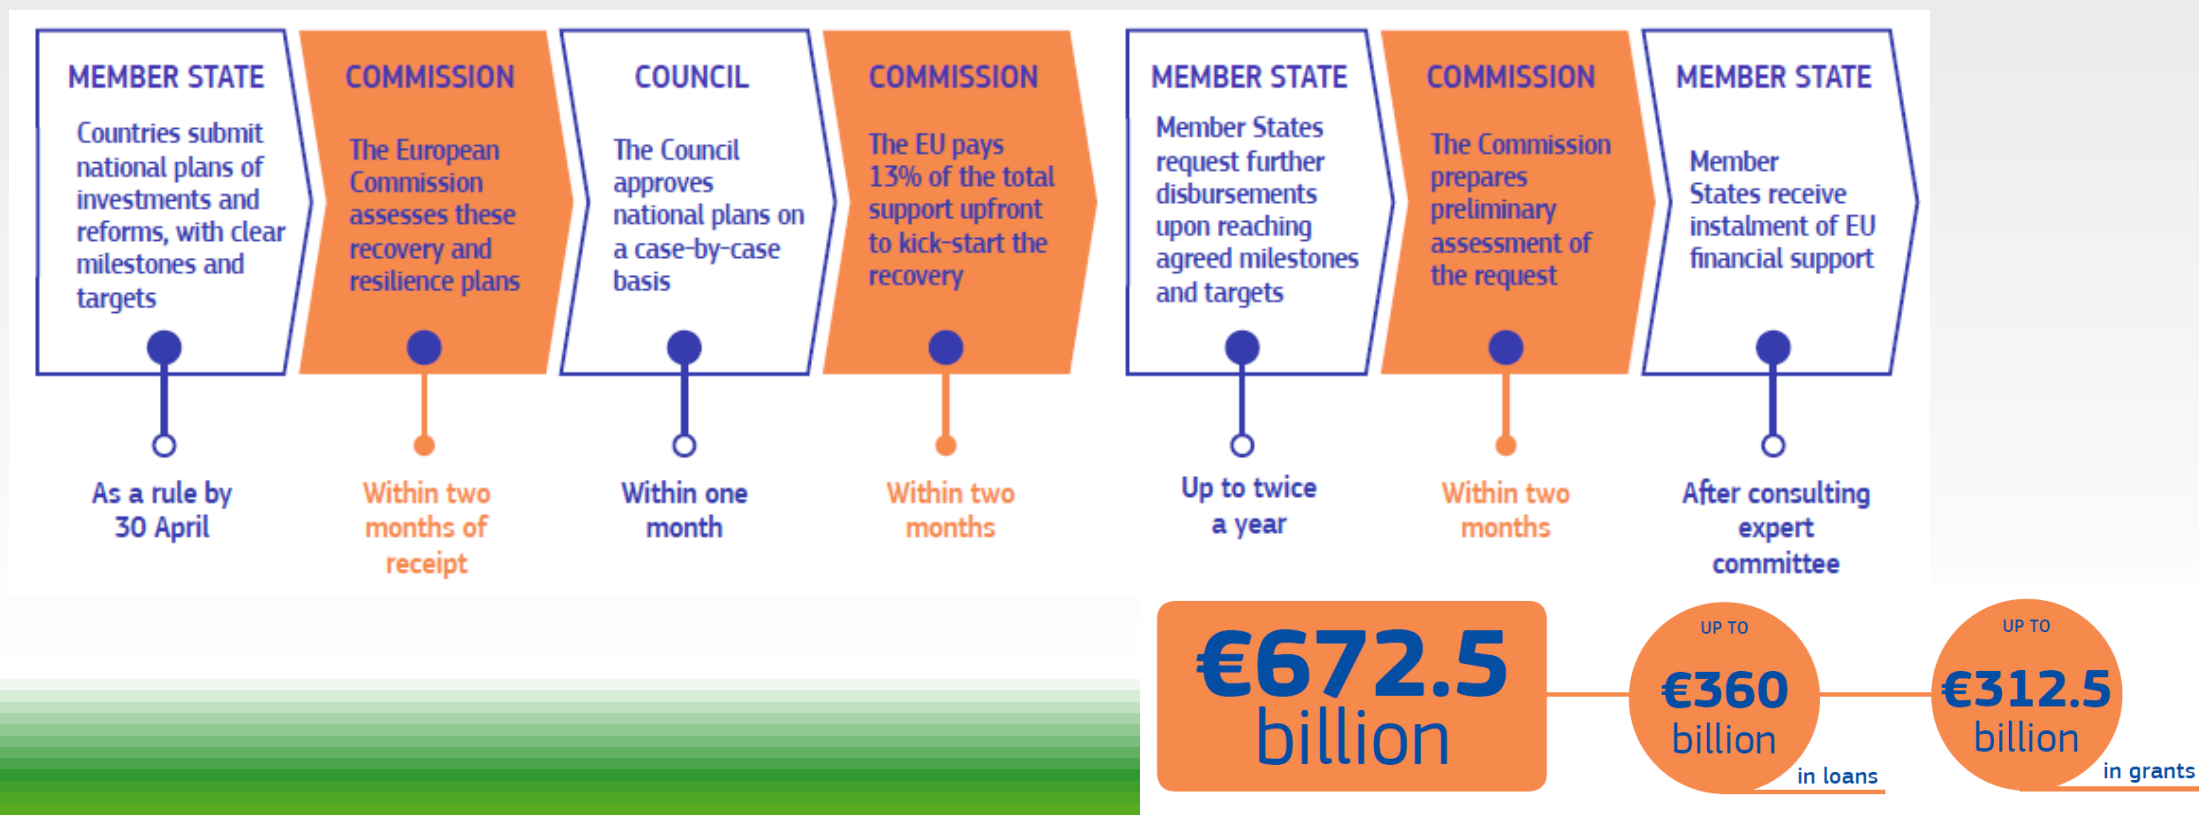 MEMBER STATE
Countries submit
national plans of
investments and
reforms, with clear
milestones and
targets
As a rule by
30 April
COMMISSION
The European
Commission
assesses these
recovery and
resilience plans
Within two
months of
receipt
COUNCIL
The Council
approves
national plans on
a case-by-case
basis
Within one
month
COMMISSION
The EU pays
13% of the total
support upfront
to kick-start the
recovery
Within two
months
MEMBER STATE
Member States
request further
disbursements
upon reaching
agreed milestones
and targets
Up to twice
a year
COMMISSION
The Commission
prepares
preliminary
assessment of
the request
Within two
months
MEMBER STATE
Member
States receive
instalment of EU
financial support
After consulting
expert
committee
€672.5
billion
UP TO
€360
billion
in loans
UP TO
€312.5
billion
in grants